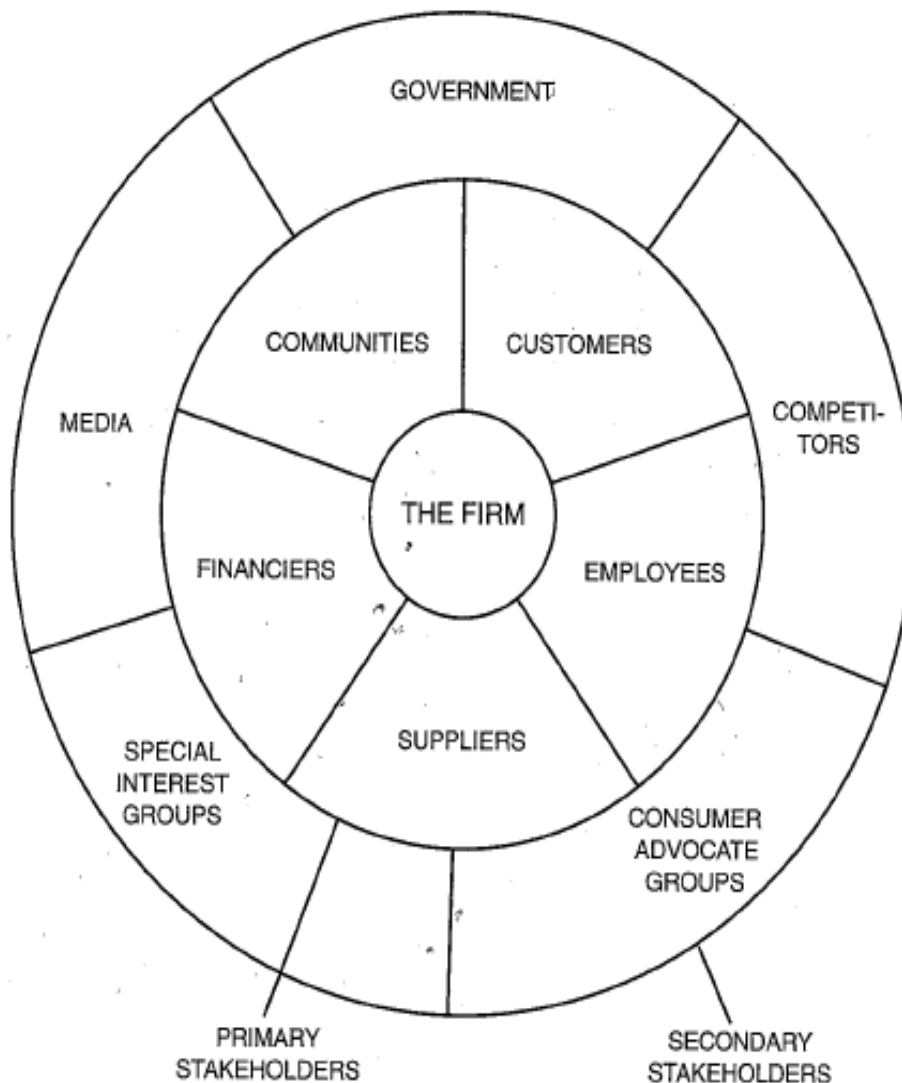 GOVERNMENT
COMMUNITIES
CUSTOMERS
MEDIA
COMPETI-
TORS
THE FIRM
FINANCIERS
EMPLOYEES
SUPPLIERS
SPECIAL
INTEREST
GROUPS
CONSUMER
ADVOCATE
GROUPS
PRIMARY
STAKEHOLDERS
SECONDARY
STAKEHOLDERS